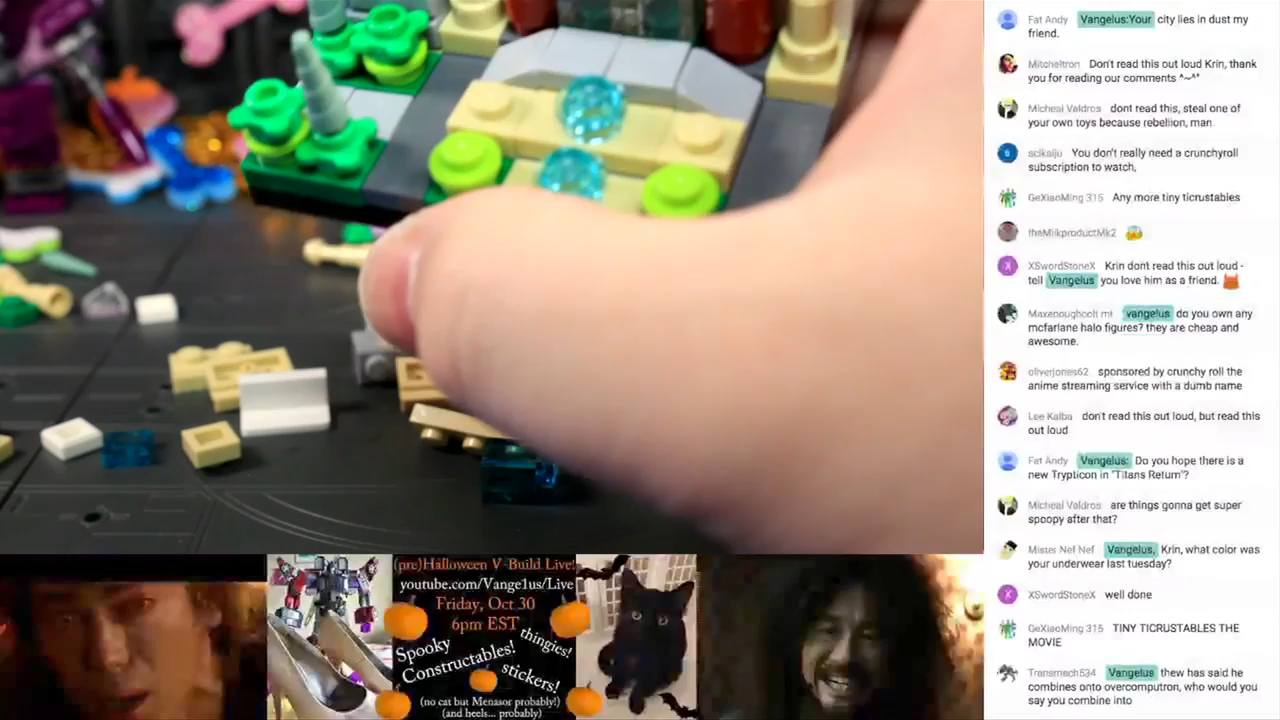 Fat Andy Vangelus:Your city lies in dust my
friend.
Mitcheltron Don't read this out loud Krin, thank
you for reading our comments ^~^*
Micheal Valdros dont read this, steal one of
your own toys because rebellion, man
scikaiju You don't really need a crunchyroll
subscription to watch,
GeXiaoMing 315 Any more tiny ticrustables
theMilkproductMk2
XSwordStoneX Krin dont read this out loud -
tell Vangelus you love him as a friend.
Maxenoughcolt mt vangelus do you own any
mcfarlane halo figures? they are cheap and
awesome.
oliverjones62 sponsored by crunchy roll the
anime streaming service with a dumb name
Lee Kalba don't read this out loud, but read this
out loud
Fat Andy Vangelus: Do you hope there is a
new Trypticon in "Titans Return"?
Micheal Valdros are things gonna get super
spoopy after that?
Mister Nef Nef Vangelus, Krin, what color was
your underwear last tuesday?
XSwordStoneX well done
GeXiaoMing 315 TINY TICRUSTABLES THE
MOVIE
Transmech534 Vangelus thew has said he
combines onto overcomputron, who would you
say you combine into
(pre)Halloween V-Build Live!
youtube.com/Vange1us/Live
Friday, Oct 30
6pm EST
Spooky thingies!
Constructables!
stickers!
(no cat but Menasor probably!)
(and heels... probably)